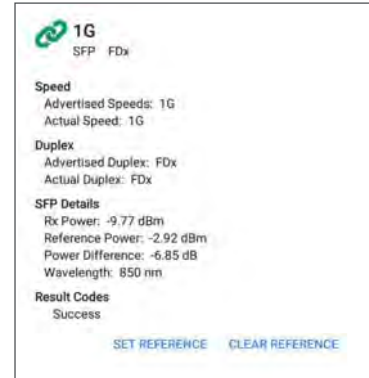 1G
SFP FDx
Speed
Advertised Speeds: 1G
Actual Speed: 1G
Duplex
Advertised Duplex: FDx
Actual Duplex: FDx
SFP Details
Rx Power: -9.77 dBm
Reference Power: -2.92 dBm
Power Difference: -6.85 dB
Wavelength: 850 nm
Result Codes
Success
SET REFERENCE CLEAR REFERENCE